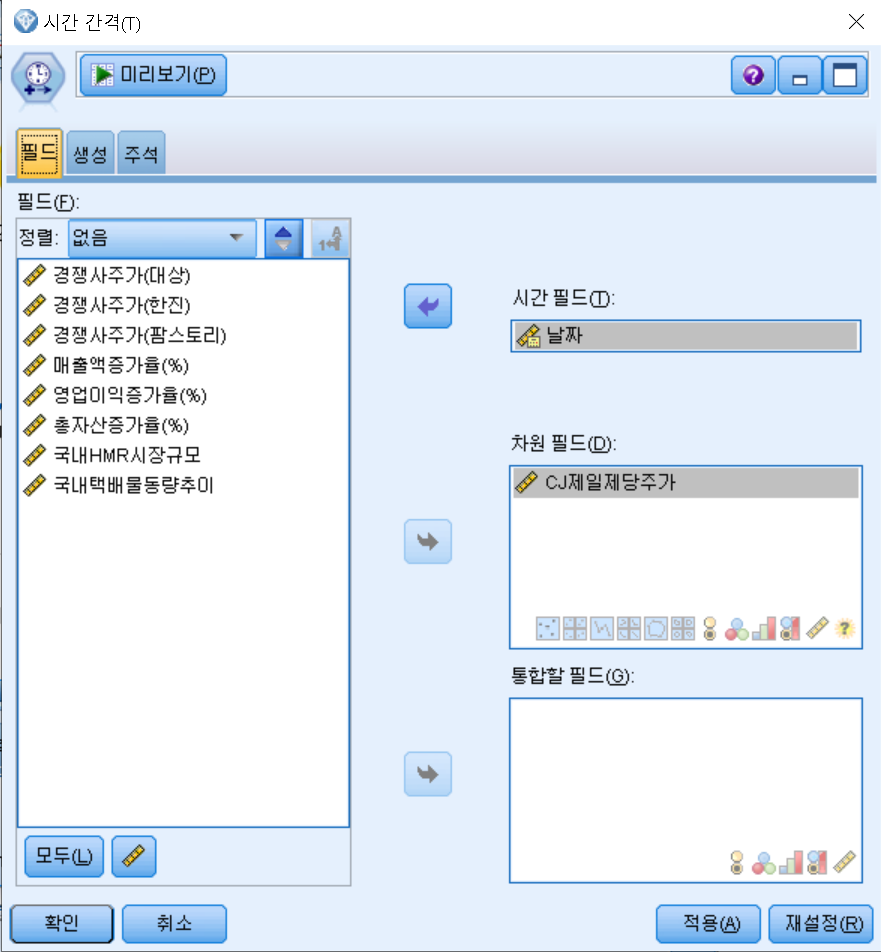 시간 간격(T)
미리보기(P)
필드 생성 주석
필드(F):
정렬: 없음
경쟁사주가(대상)
경쟁사주가(한진)
경쟁사주가(팜스토리)
매출액증가율(%)
영업이익증가율(%)
총자산증가율(%)
국내HMR시장규모
국내택배물동량추이
모두(L)
시간 필드(T):
날짜
차원 필드(D):
CJ제일제당주가
통합할 필드(G):
확인 취소 적용(A) 재설정(R)